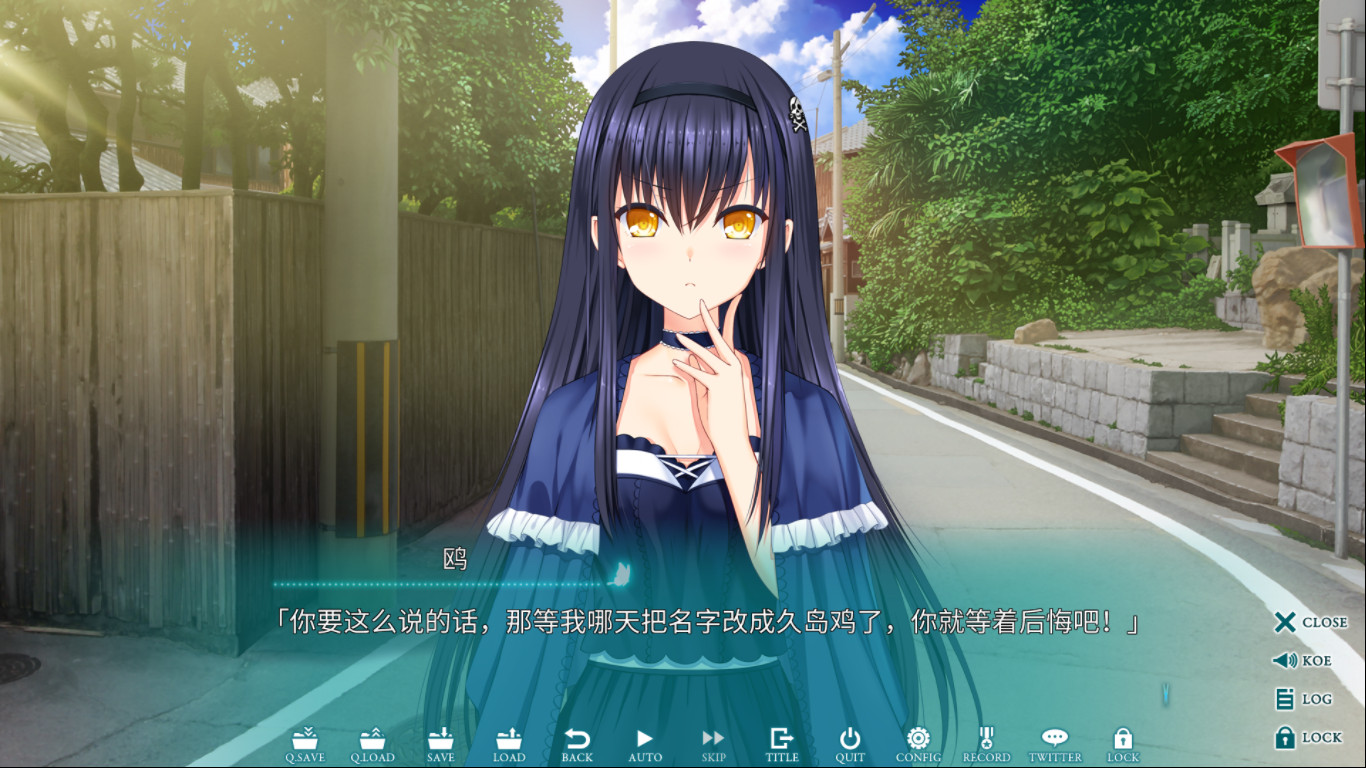 鸥
「你要这么说的话，那等我哪天把名字改成久岛鸡了，你就等着后悔吧！」
CLOSE
KOE
LOG
LOCK
Q.SAVE Q.LOAD SAVE LOAD BACK AUTO SKIP TITLE QUIT CONFIG RECORD TWITTER LOCK